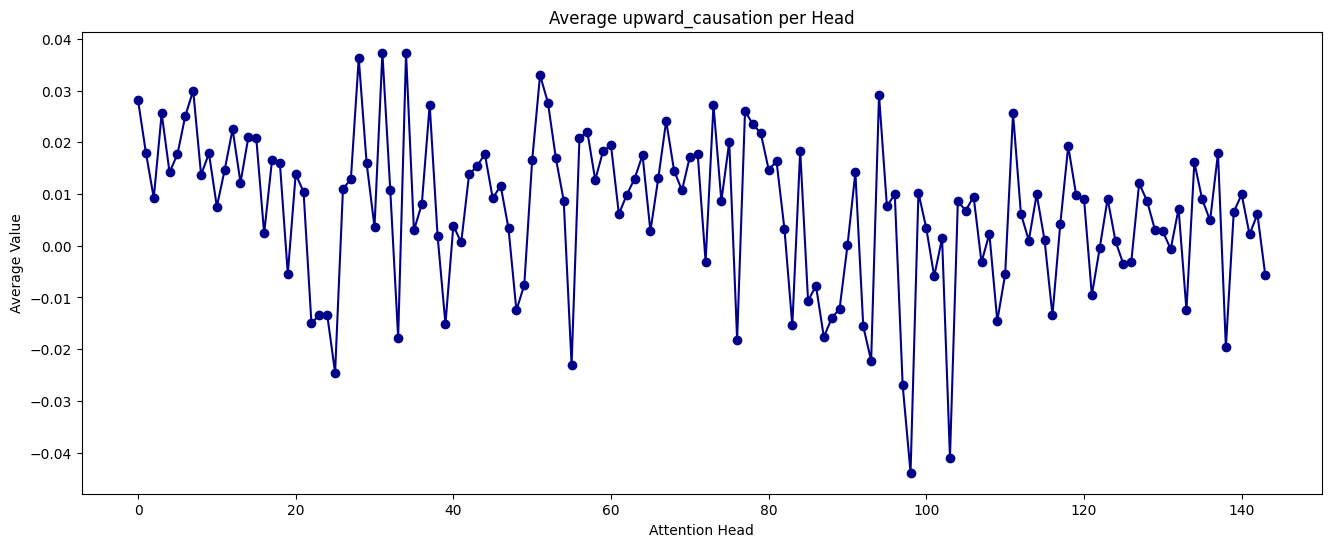 Average upward_causation per Head
0.04
0.03
0.02
0.01
0.00
−0.01
−0.02
−0.03
−0.04
Average Value
0 20 40 60 80 100 120 140
Attention Head